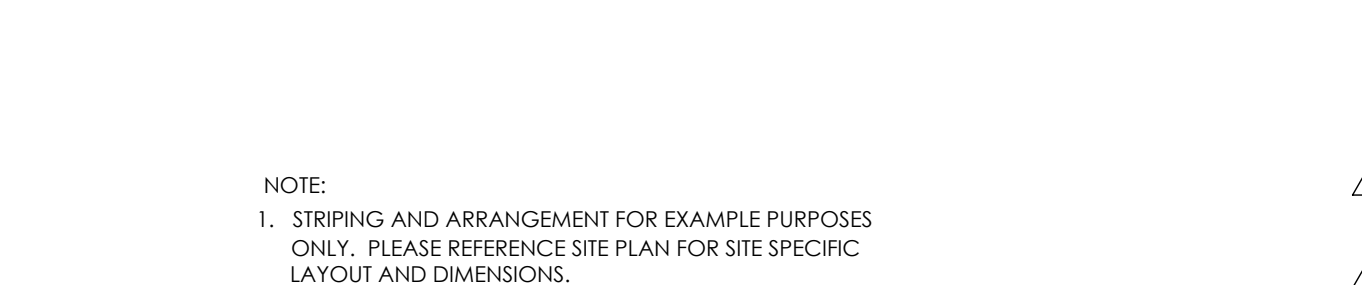 NOTE:
1. STRIPING AND ARRANGEMENT FOR EXAMPLE PURPOSES
ONLY. PLEASE REFERENCE SITE PLAN FOR SITE SPECIFIC
LAYOUT AND DIMENSIONS.